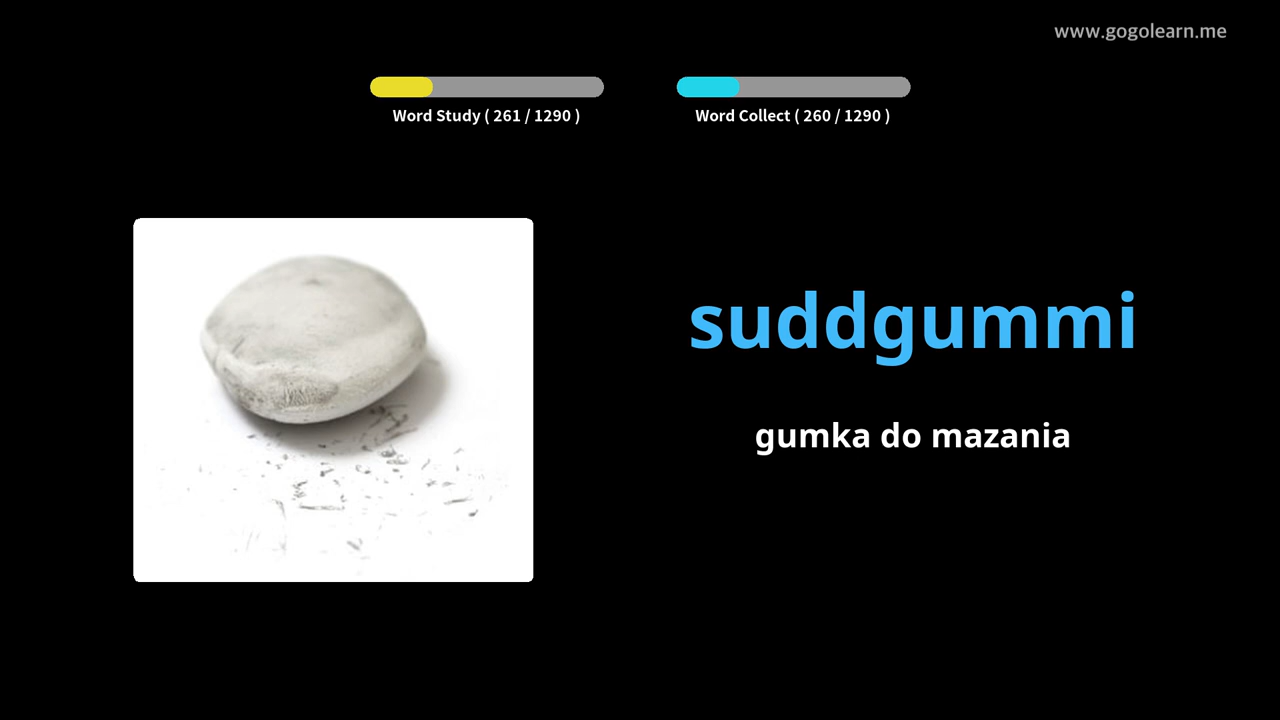 www.gogolearn.me
Word Study ( 261 / 1290 )
Word Collect ( 260 / 1290 )
suddgummi
gumka do mazania